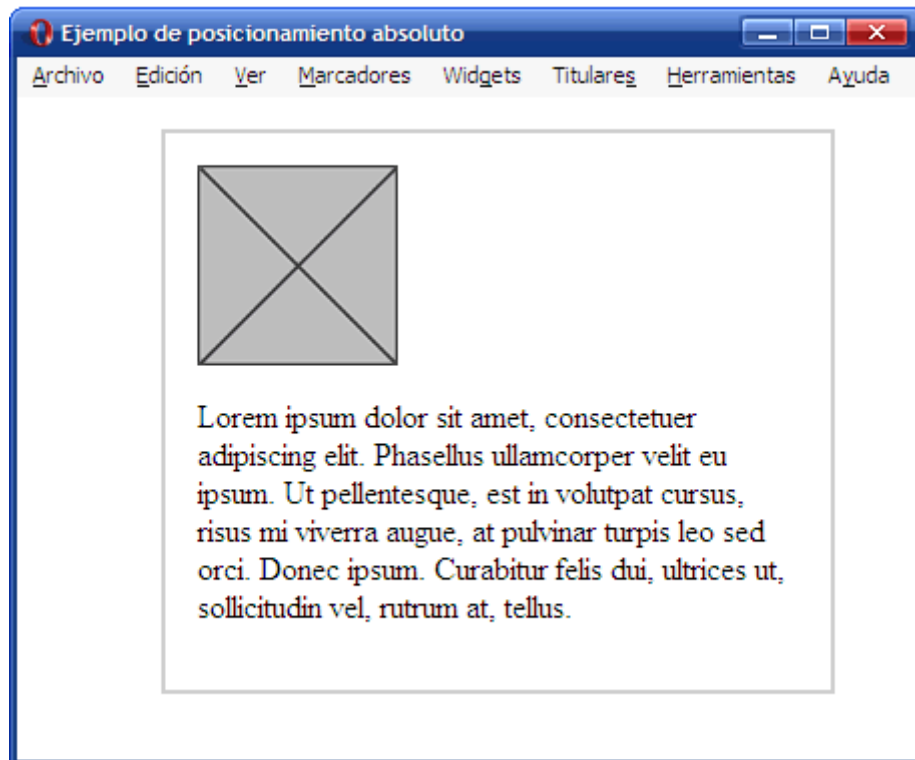 Ejemplo de posicionamiento absoluto
Archivo Edición Ver Marcadores Widgets Titulares Herramientas Ayuda
Lorem ipsum dolor sit amet, consectetuer
adipiscing elit. Phasellus ullamcorper velit eu
ipsum. Ut pellentesque, est in volutpat cursus,
risus mi viverra augue, at pulvinar turpis leo sed
orci. Donec ipsum. Curabitur felis dui, ultrices ut,
sollicitudin vel, rutrum at, tellus.